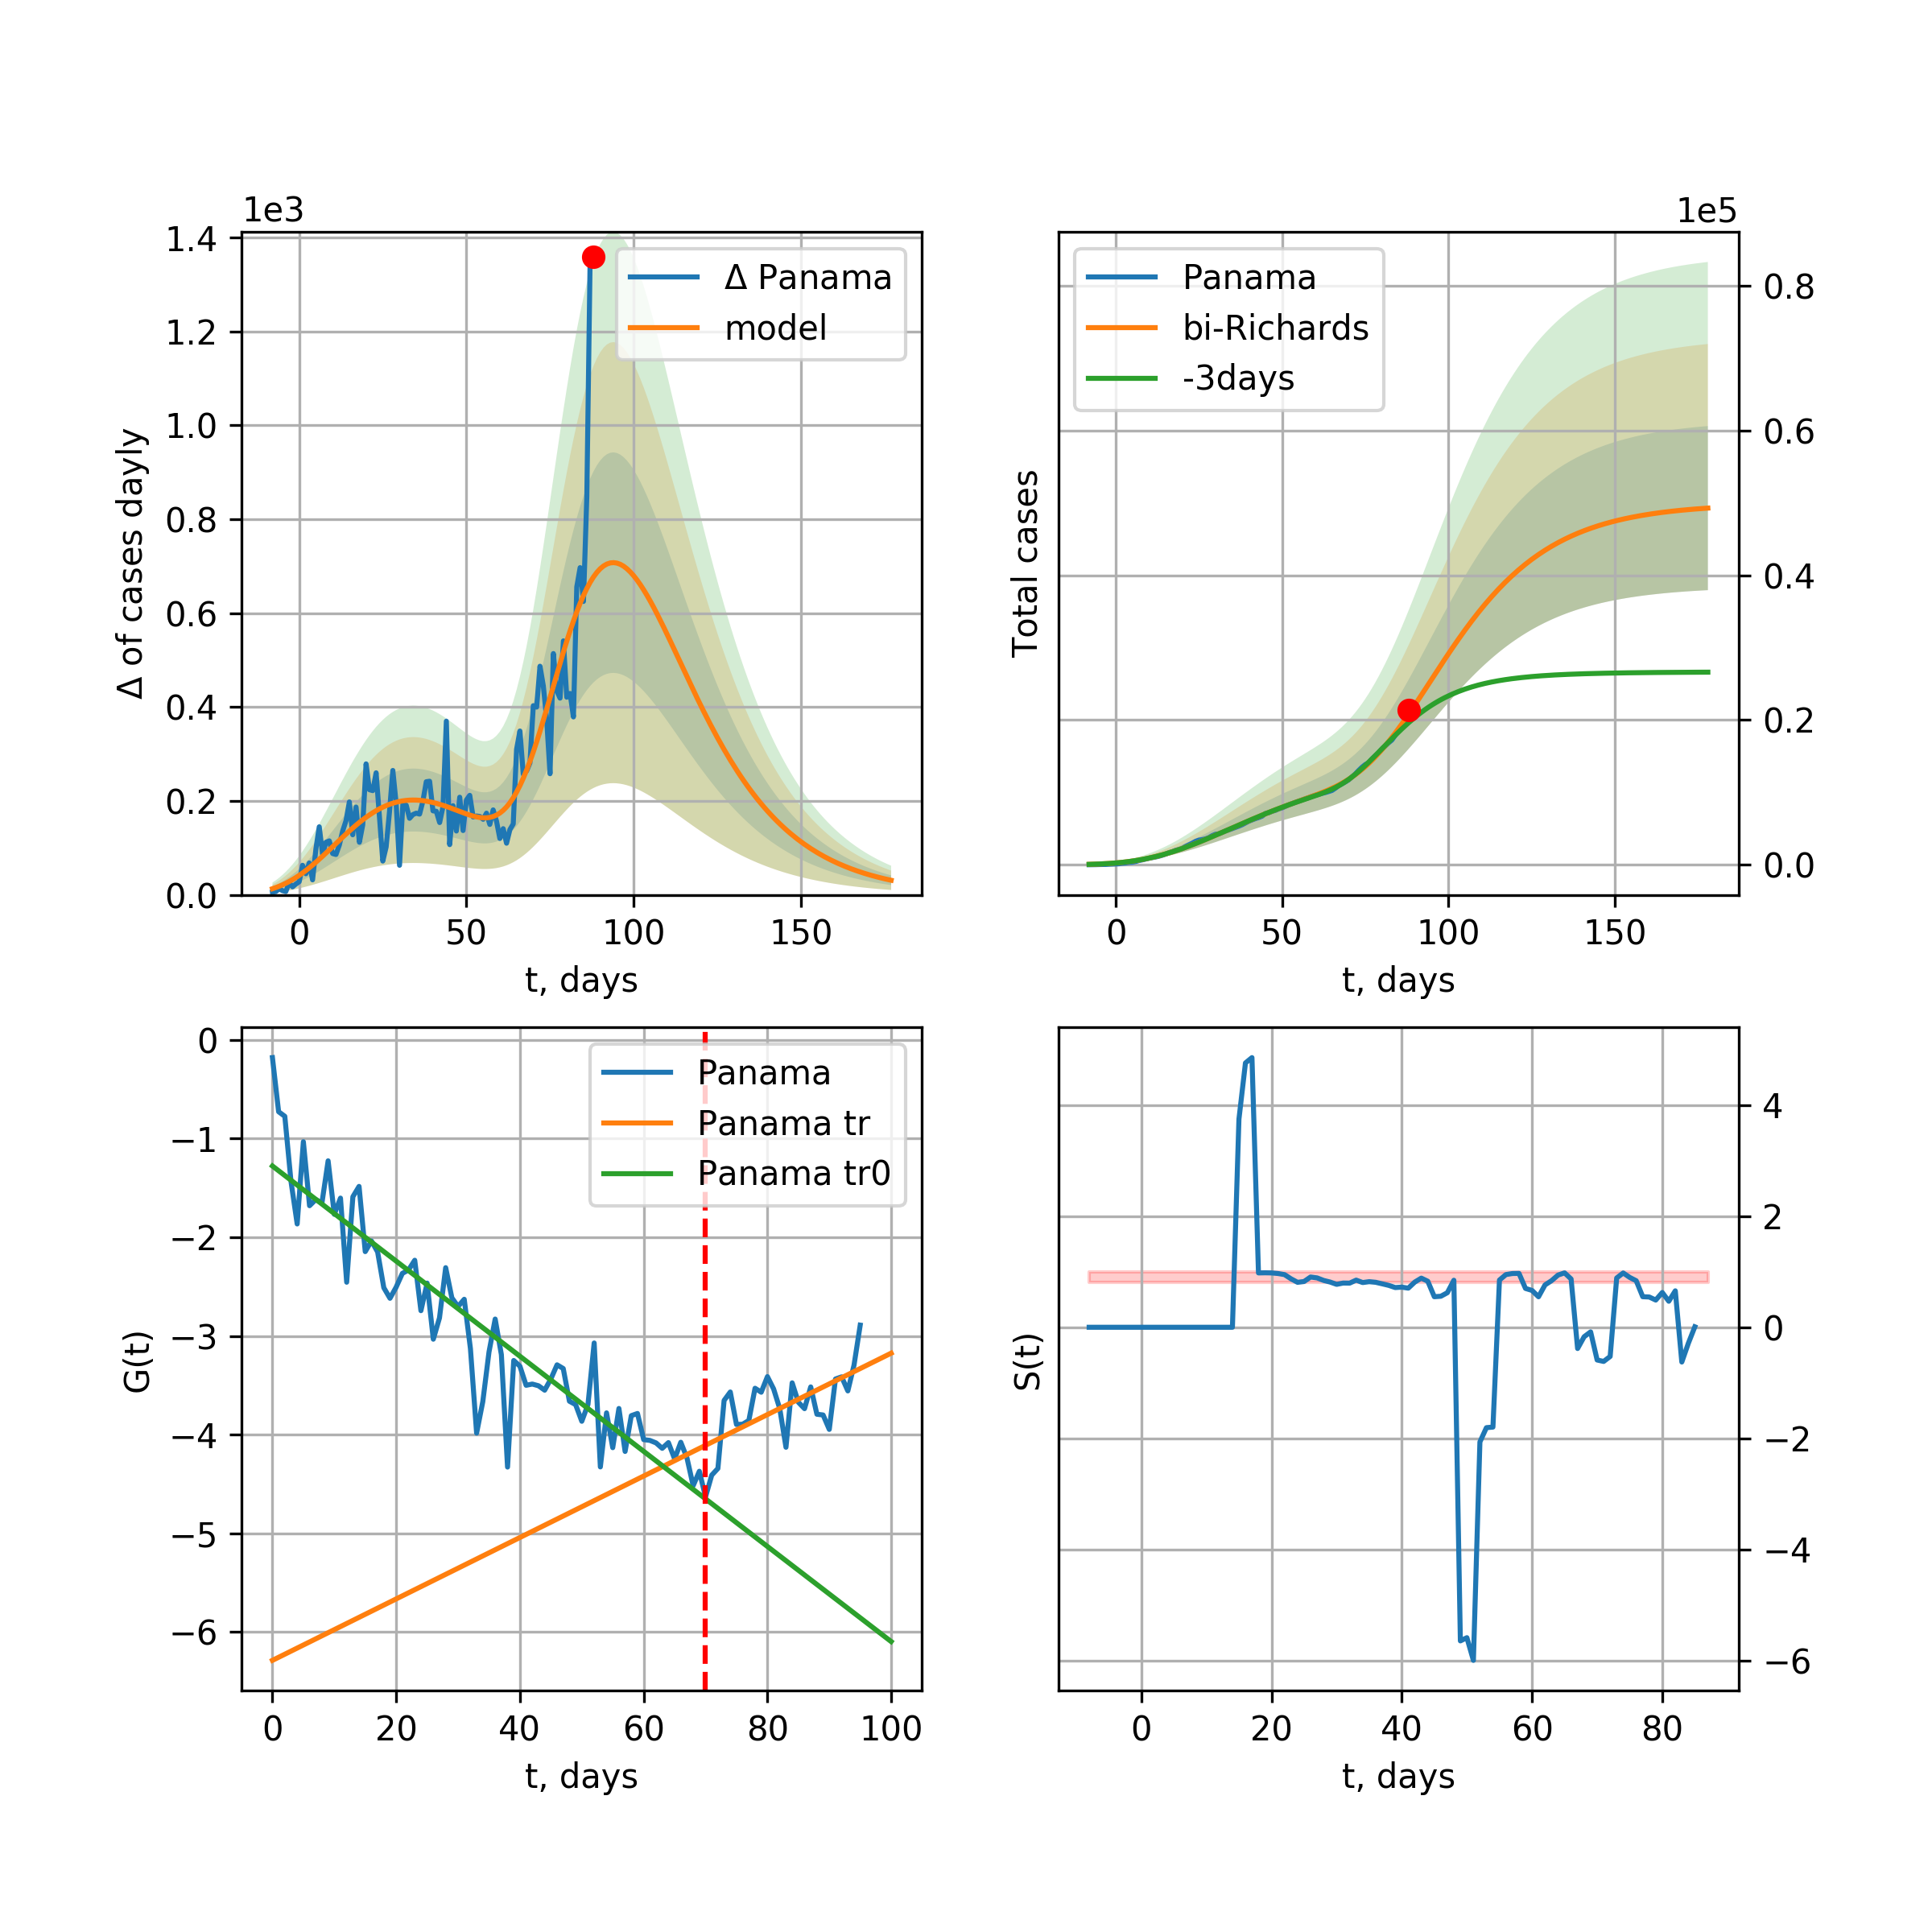 1e3
1.4
1.2
1.0
0.8
0.6
0.4
0.2
0.0
Δ of cases dayly
Δ Panama
model
0 50 100 150
t, days
1e5
Panama
bi-Richards
-3days
Total cases
0.8
0.6
0.4
0.2
0.0
0 50 100 150
t, days
0
−1
−2
−3
−4
−5
−6
G(t)
Panama
Panama tr
Panama tr0
0 20 40 60 80 100
t, days
S(t)
4
2
0
−2
−4
−6
0 20 40 60 80
t, days